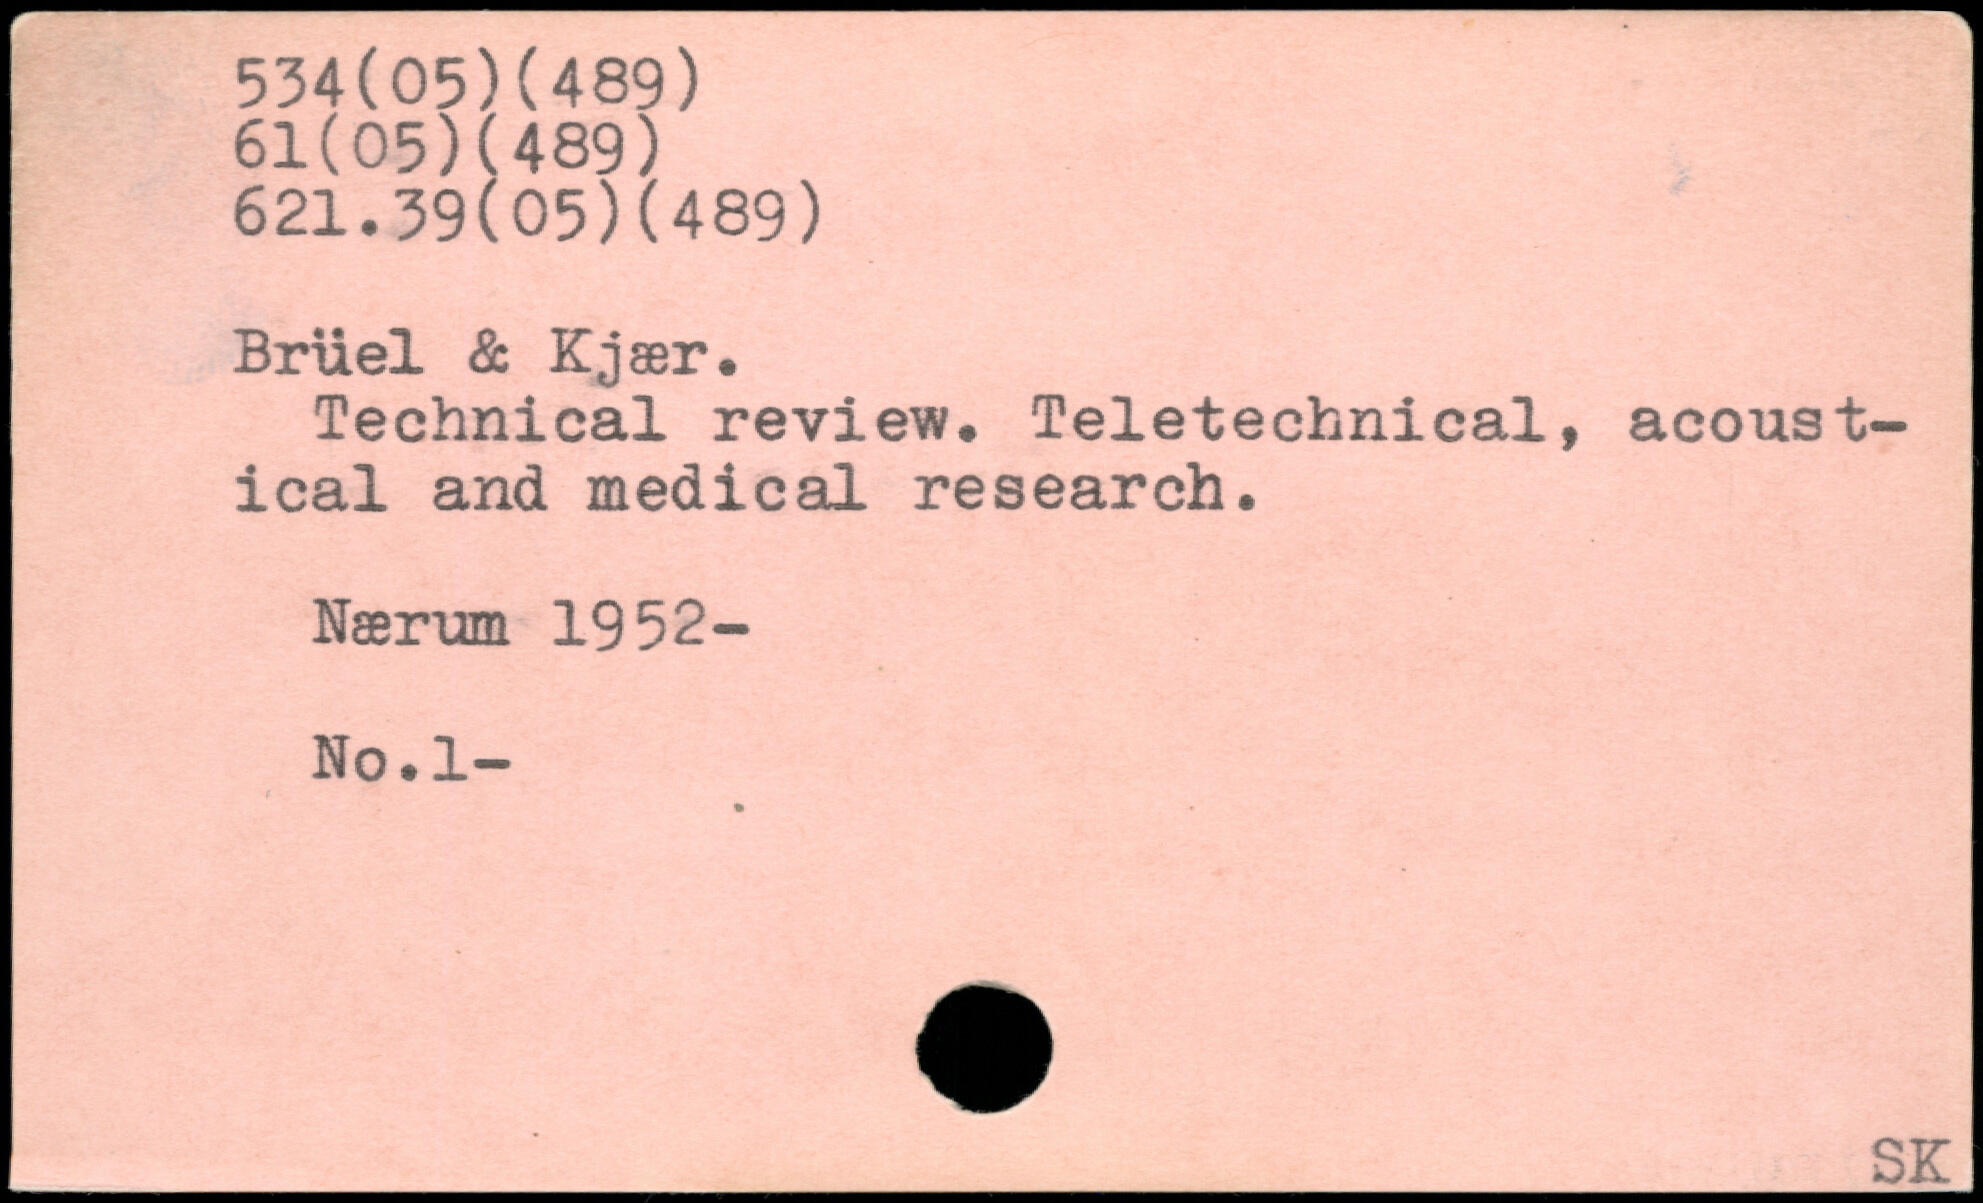 534(05)(489)
61(05)(489)
621.39(05)(489)
Brüel & Kjær.
Technical review. Teletechnical, acoust-
ical and medical research.
Nærum 1952-
No.1-
SK